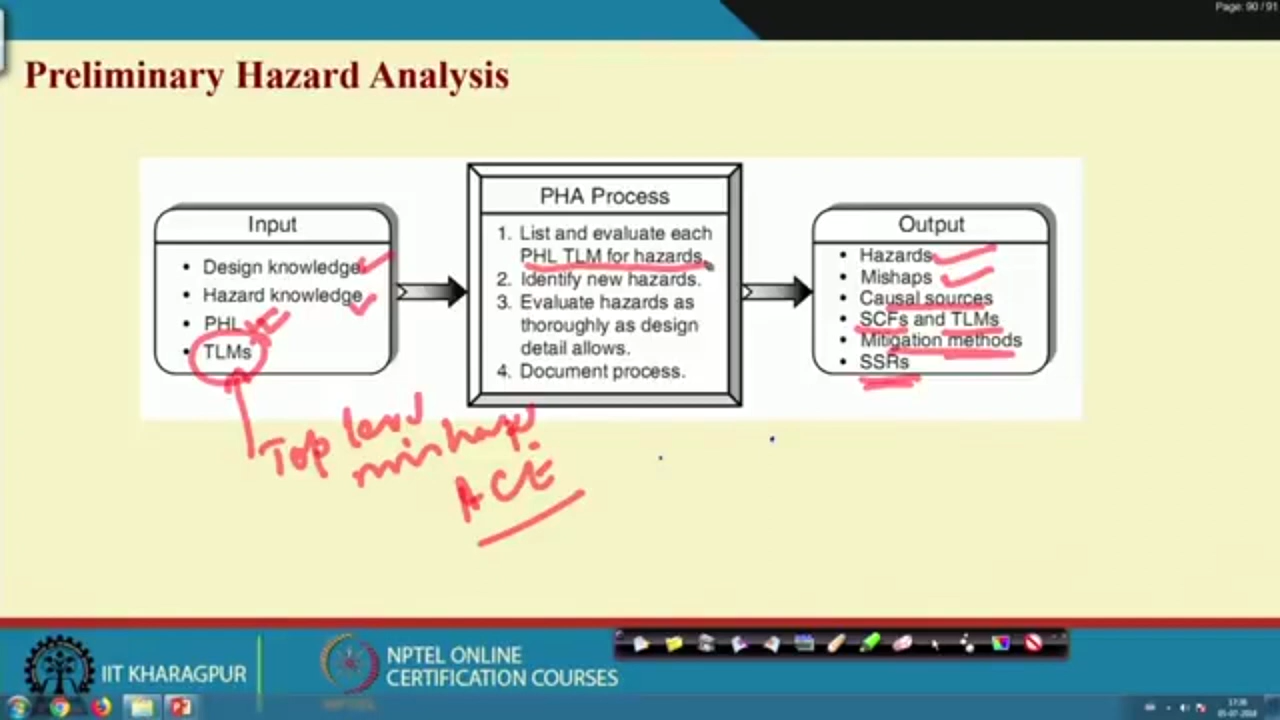 Page: 90 / 91
Preliminary Hazard Analysis
Input
• Design knowledge
• Hazard knowledge
• PHL
• TLMs
PHA Process
1. List and evaluate each
PHL TLM for hazards.
2. Identify new hazards.
3. Evaluate hazards as
thoroughly as design
detail allows.
4. Document process.
Output
• Hazards
• Mishaps
• Causal sources
• SCFs and TLMs
• Mitigation methods
• SSRs
Top level
mishaps
IIT KHARAGPUR
NPTEL ONLINE
CERTIFICATION COURSES